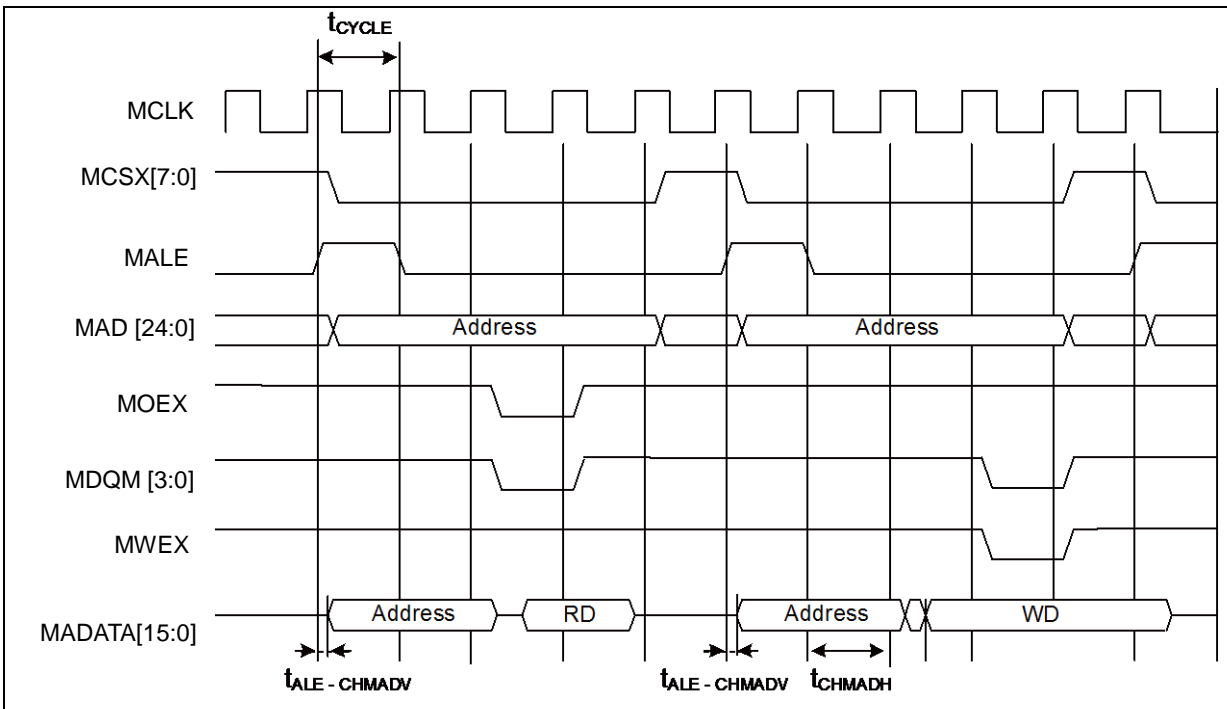 tCYCLE
MCLK
MCSX[7:0]
MALE
MAD [24:0]
Address
Address
MOEX
MDQM [3:0]
MWEX
MADATA[15:0]
Address
RD
Address
WD
tALE - CHMADV
tALE - CHMADV
tCHMADH